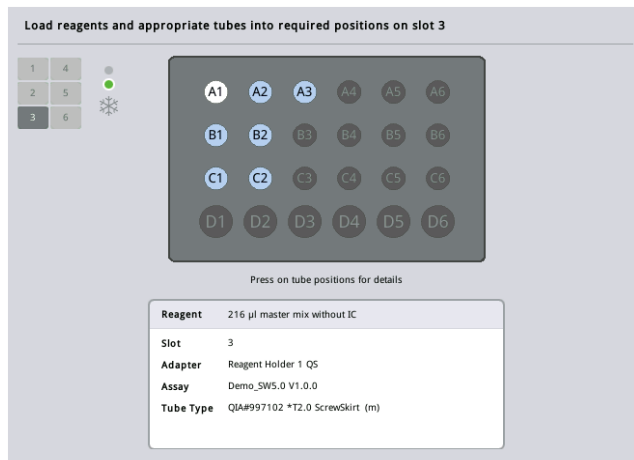 Load reagents and appropriate tubes into required positions on slot 3
1 4
2 5
3 6
A1 A2 A3 A4 A5 A6
B1 B2 B3 B4 B5 B6
C1 C2 C3 C4 C5 C6
D1 D2 D3 D4 D5 D6
Press on tube positions for details
Reagent 216 µl master mix without IC
Slot 3
Adapter Reagent Holder 1 QS
Assay Demo_SW5.0 V1.0.0
Tube Type QIA#997102 *T2.0 ScrewSkirt (m)